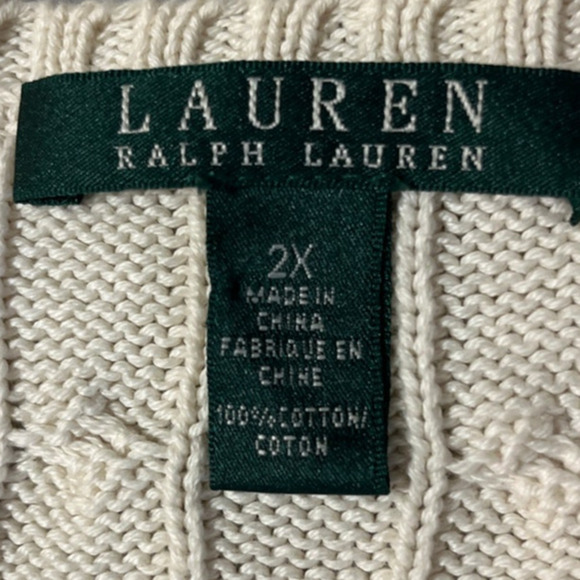 LAUREN
RALPH LAUREN
2X
MADE IN
CHINA
FABRIQUE EN
CHINE
100%COTTON/
COTON